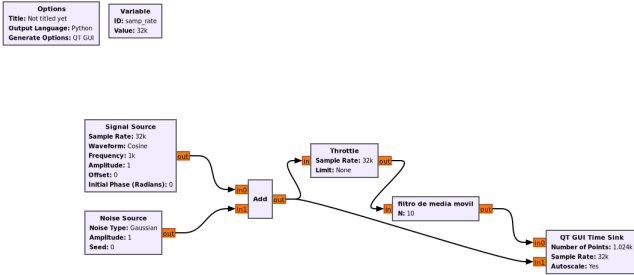 Options
Title: Not titled yet
Output Language: Python
Generate Options: QT GUI
Variable
ID: samp_rate
Value: 32k
Signal Source
Sample Rate: 32k
Waveform: Cosine
Frequency: 1k
Amplitude: 1
Offset: 0
Initial Phase (Radians): 0
out
Noise Source
Noise Type: Gaussian
Amplitude: 1
Seed: 0
out
in0
in1
Add
out
in
Throttle
Sample Rate: 32k
Limit: None
out
in
filtro de media movil
N: 10
out
in0
in1
QT GUI Time Sink
Number of Points: 1.024k
Sample Rate: 32k
Autoscale: Yes